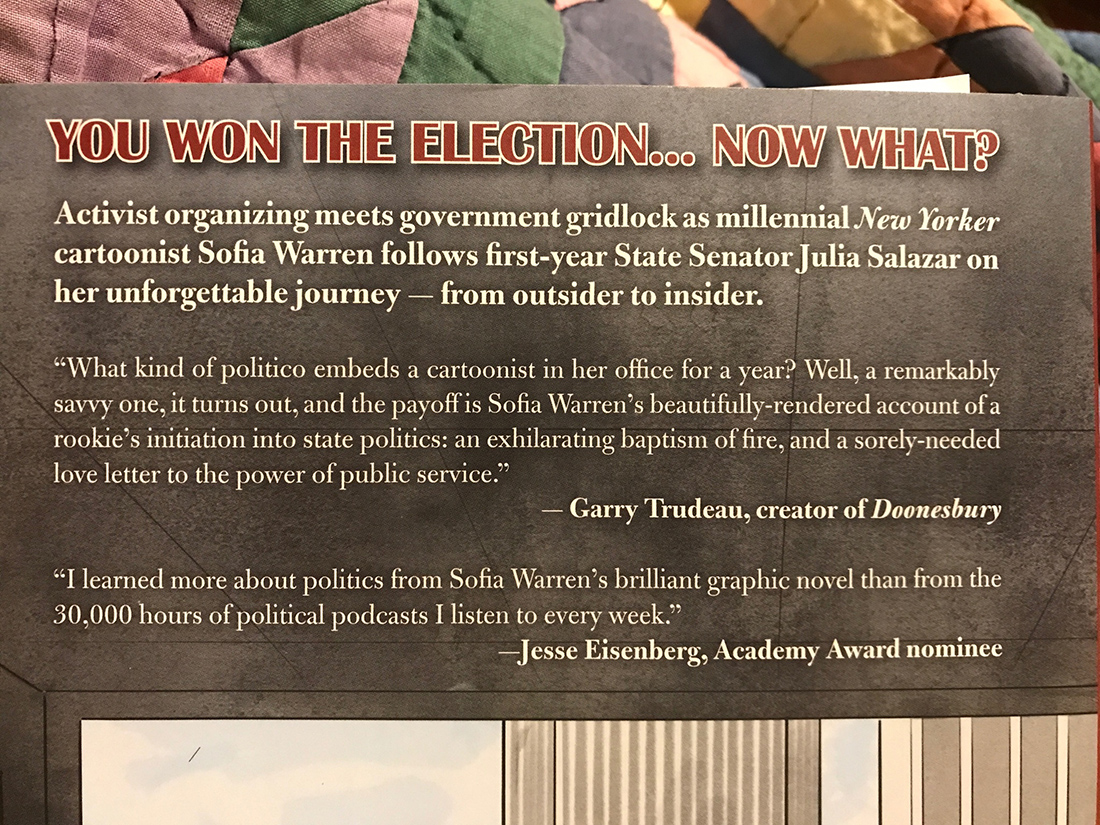 YOU WON THE ELECTION... NOW WHAT?
Activist organizing meets government gridlock as millennial New Yorker
cartoonist Sofia Warren follows first-year State Senator Julia Salazar on
her unforgettable journey — from outsider to insider.
“What kind of politico embeds a cartoonist in her office for a year? Well, a remarkably
savvy one, it turns out, and the payoff is Sofia Warren’s beautifully-rendered account of a
rookie’s initiation into state politics: an exhilarating baptism of fire, and a sorely-needed
love letter to the power of public service.”
— Garry Trudeau, creator of Doonesbury
“I learned more about politics from Sofia Warren’s brilliant graphic novel than from the
30,000 hours of political podcasts I listen to every week.”
—Jesse Eisenberg, Academy Award nominee